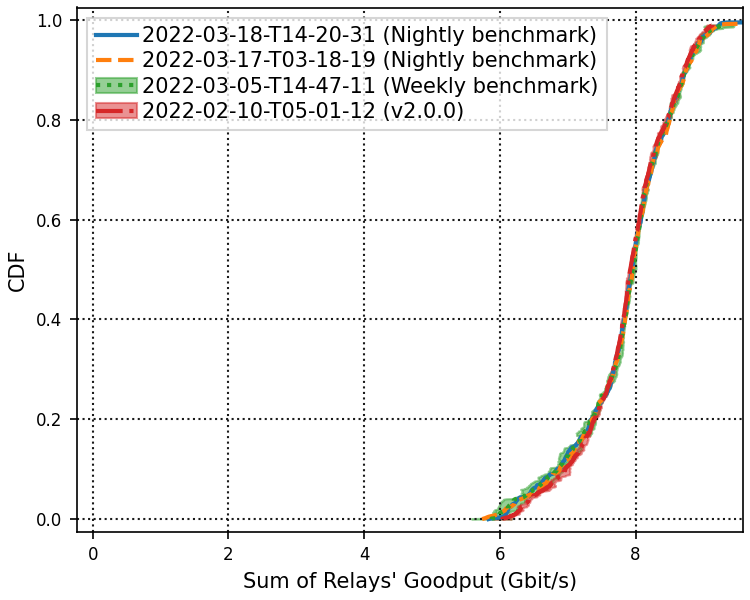 1.0
0.8
0.6
0.4
0.2
0.0
CDF
2022-03-18-T14-20-31 (Nightly benchmark)
2022-03-17-T03-18-19 (Nightly benchmark)
2022-03-05-T14-47-11 (Weekly benchmark)
2022-02-10-T05-01-12 (v2.0.0)
0 2 4 6 8
Sum of Relays' Goodput (Gbit/s)